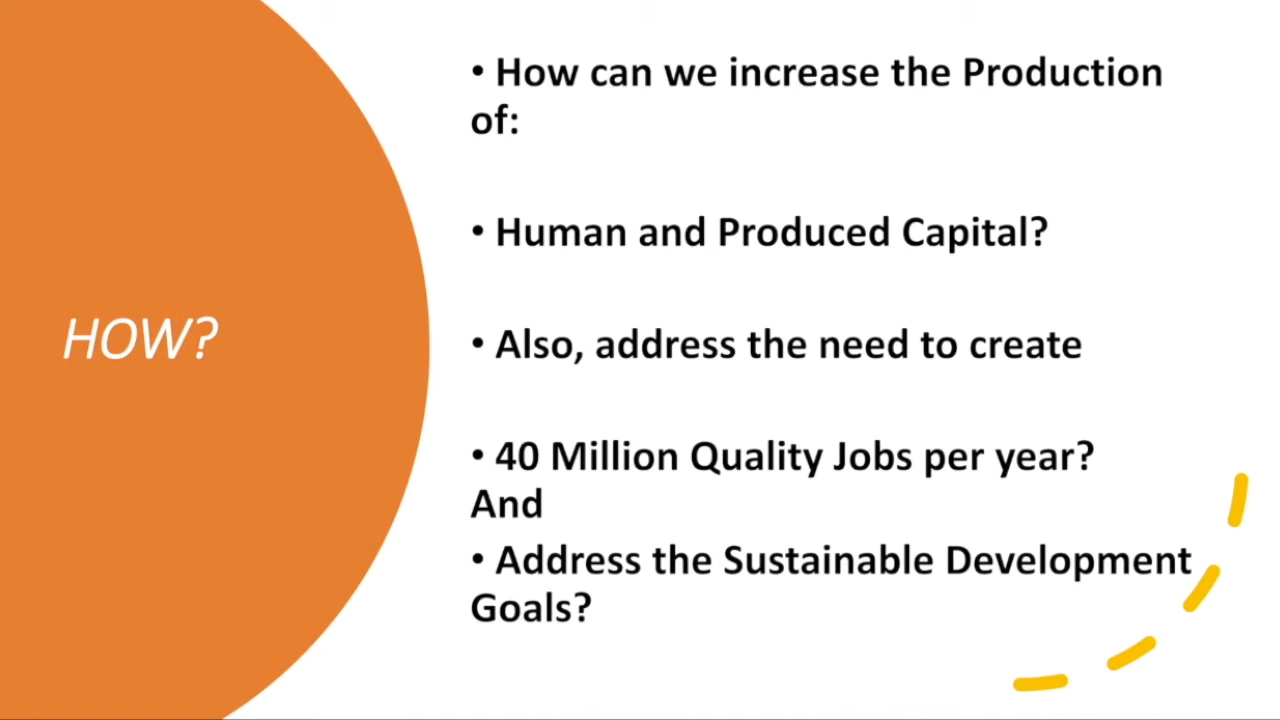 HOW?
• How can we increase the Production
of:
• Human and Produced Capital?
• Also, address the need to create
• 40 Million Quality Jobs per year?
And
• Address the Sustainable Development
Goals?